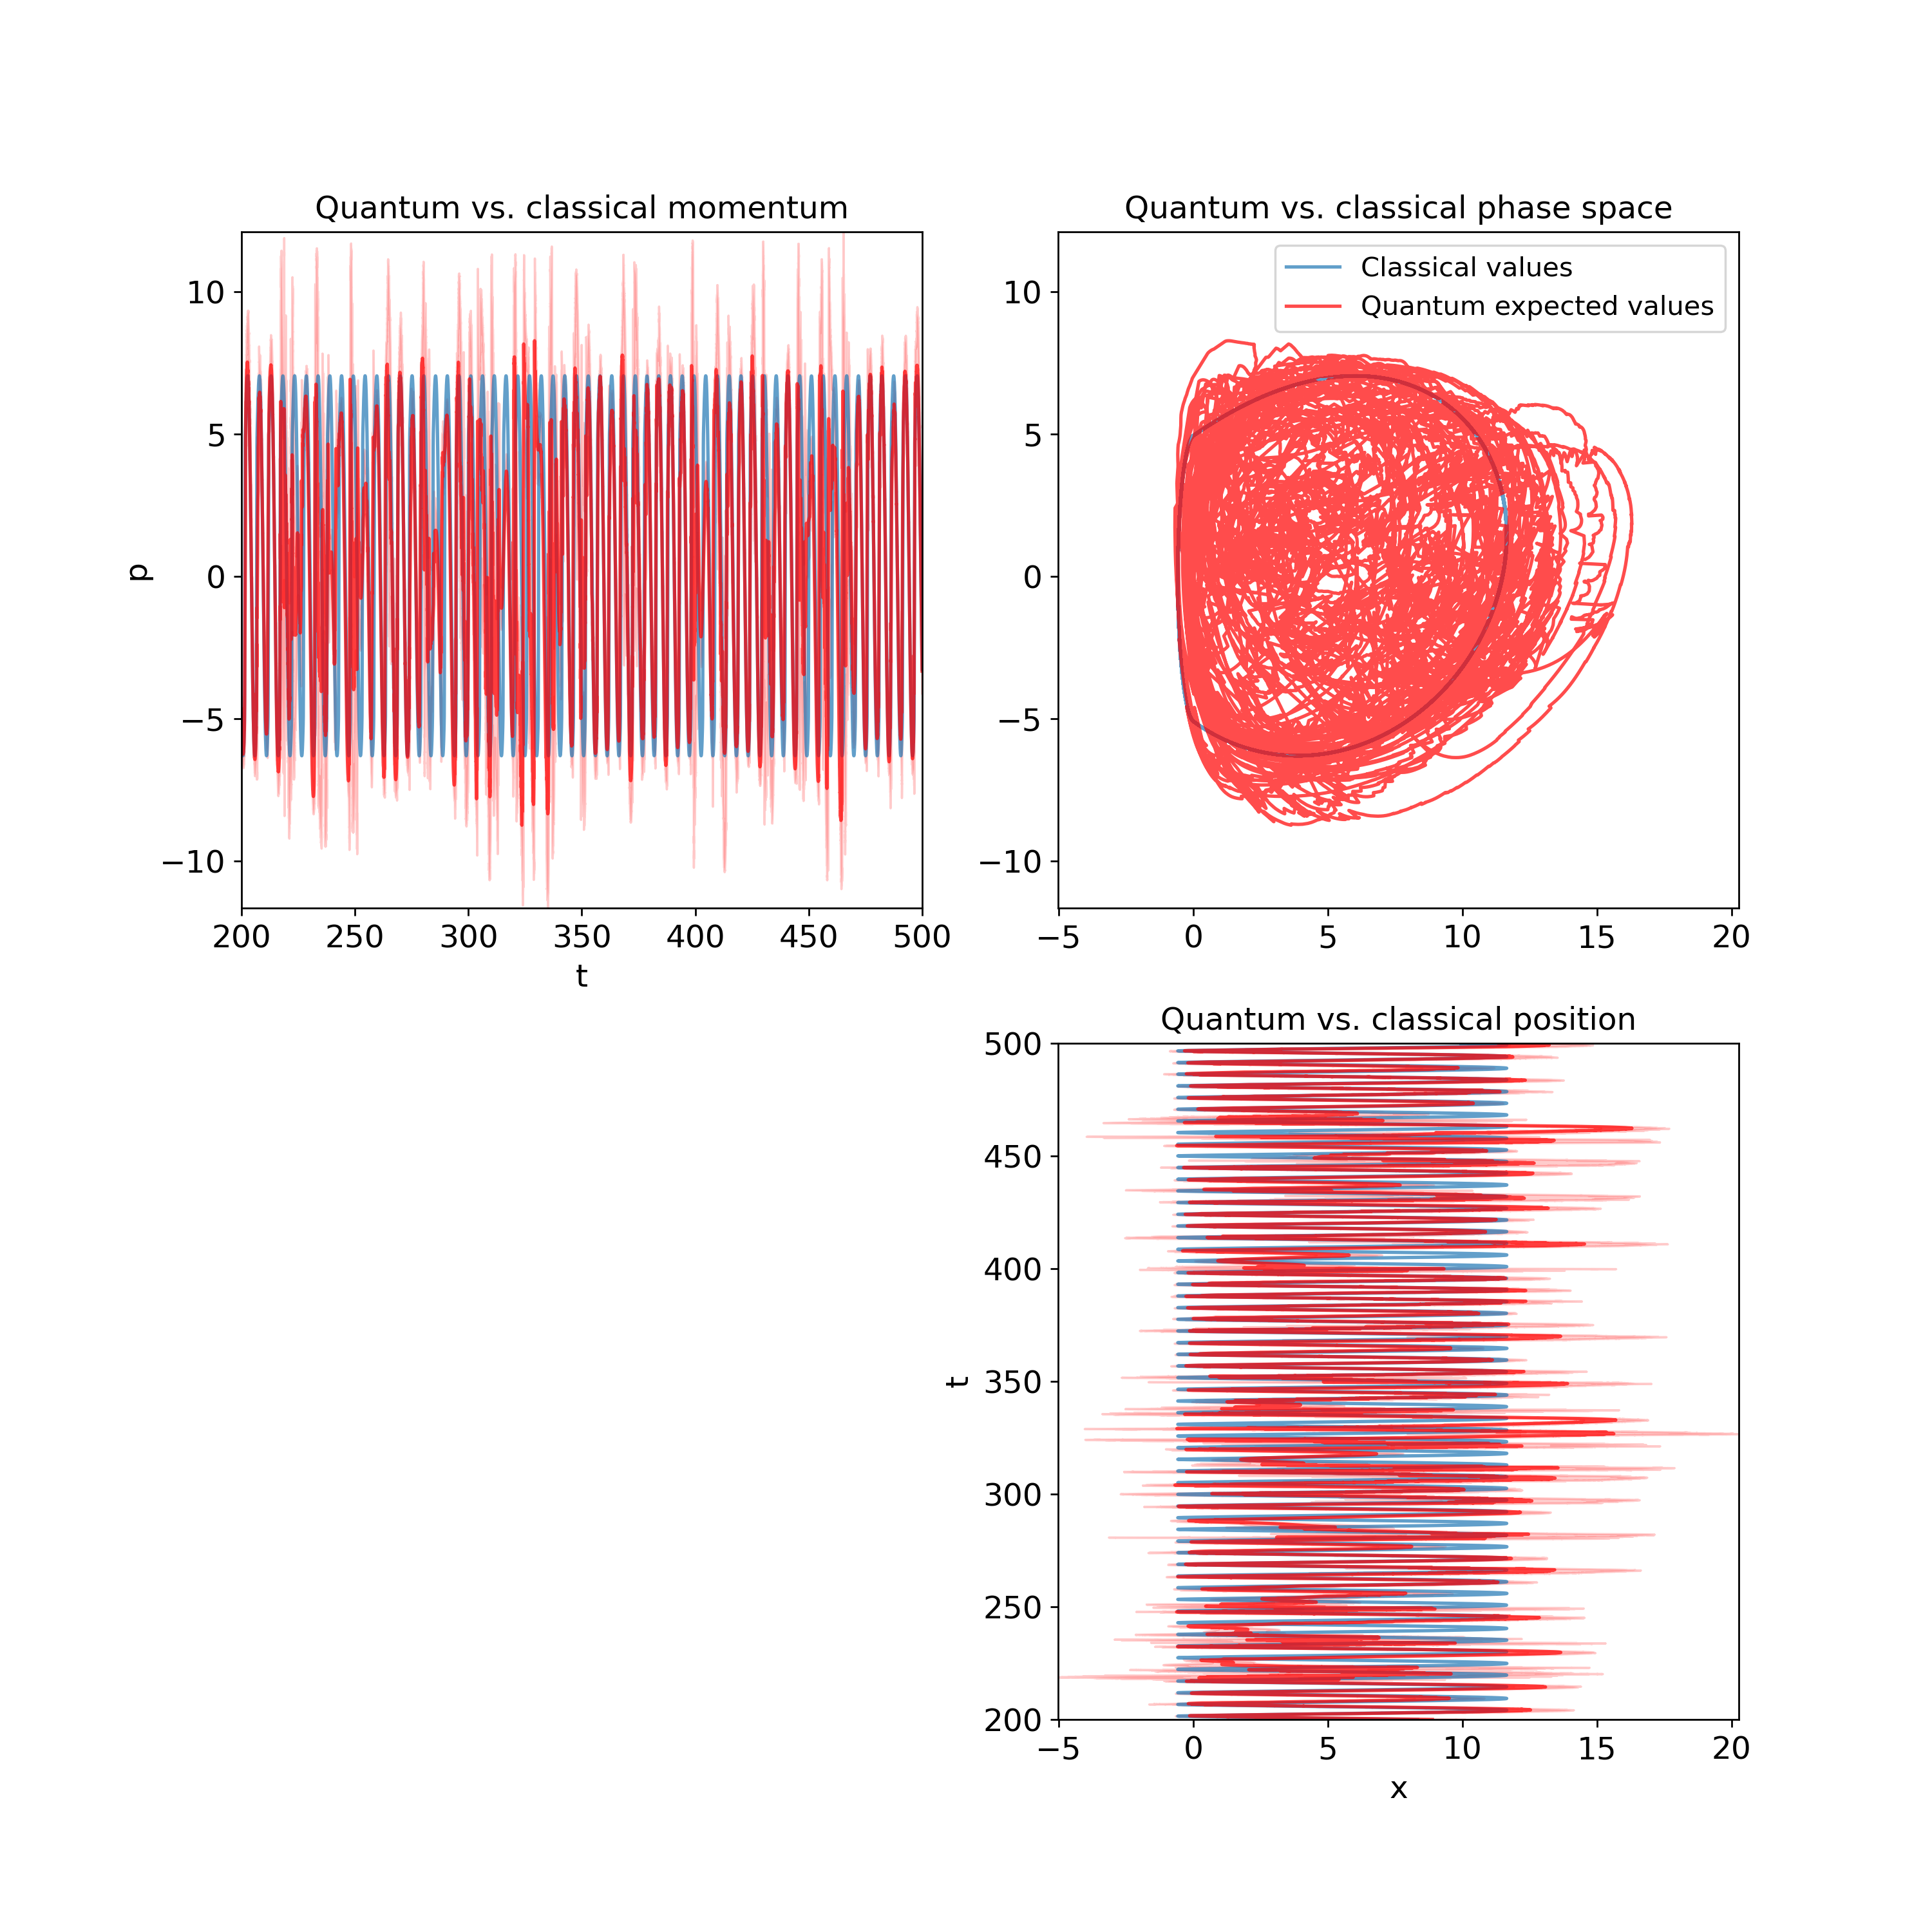 Quantum vs. classical momentum
10
5
0
−5
−10
p
200 250 300 350 400 450 500
t
Quantum vs. classical phase space
Classical values
Quantum expected values
10
5
0
−5
−10
−5 0 5 10 15 20
Quantum vs. classical position
500
450
400
350
300
250
200
t
−5 0 5 10 15 20
x